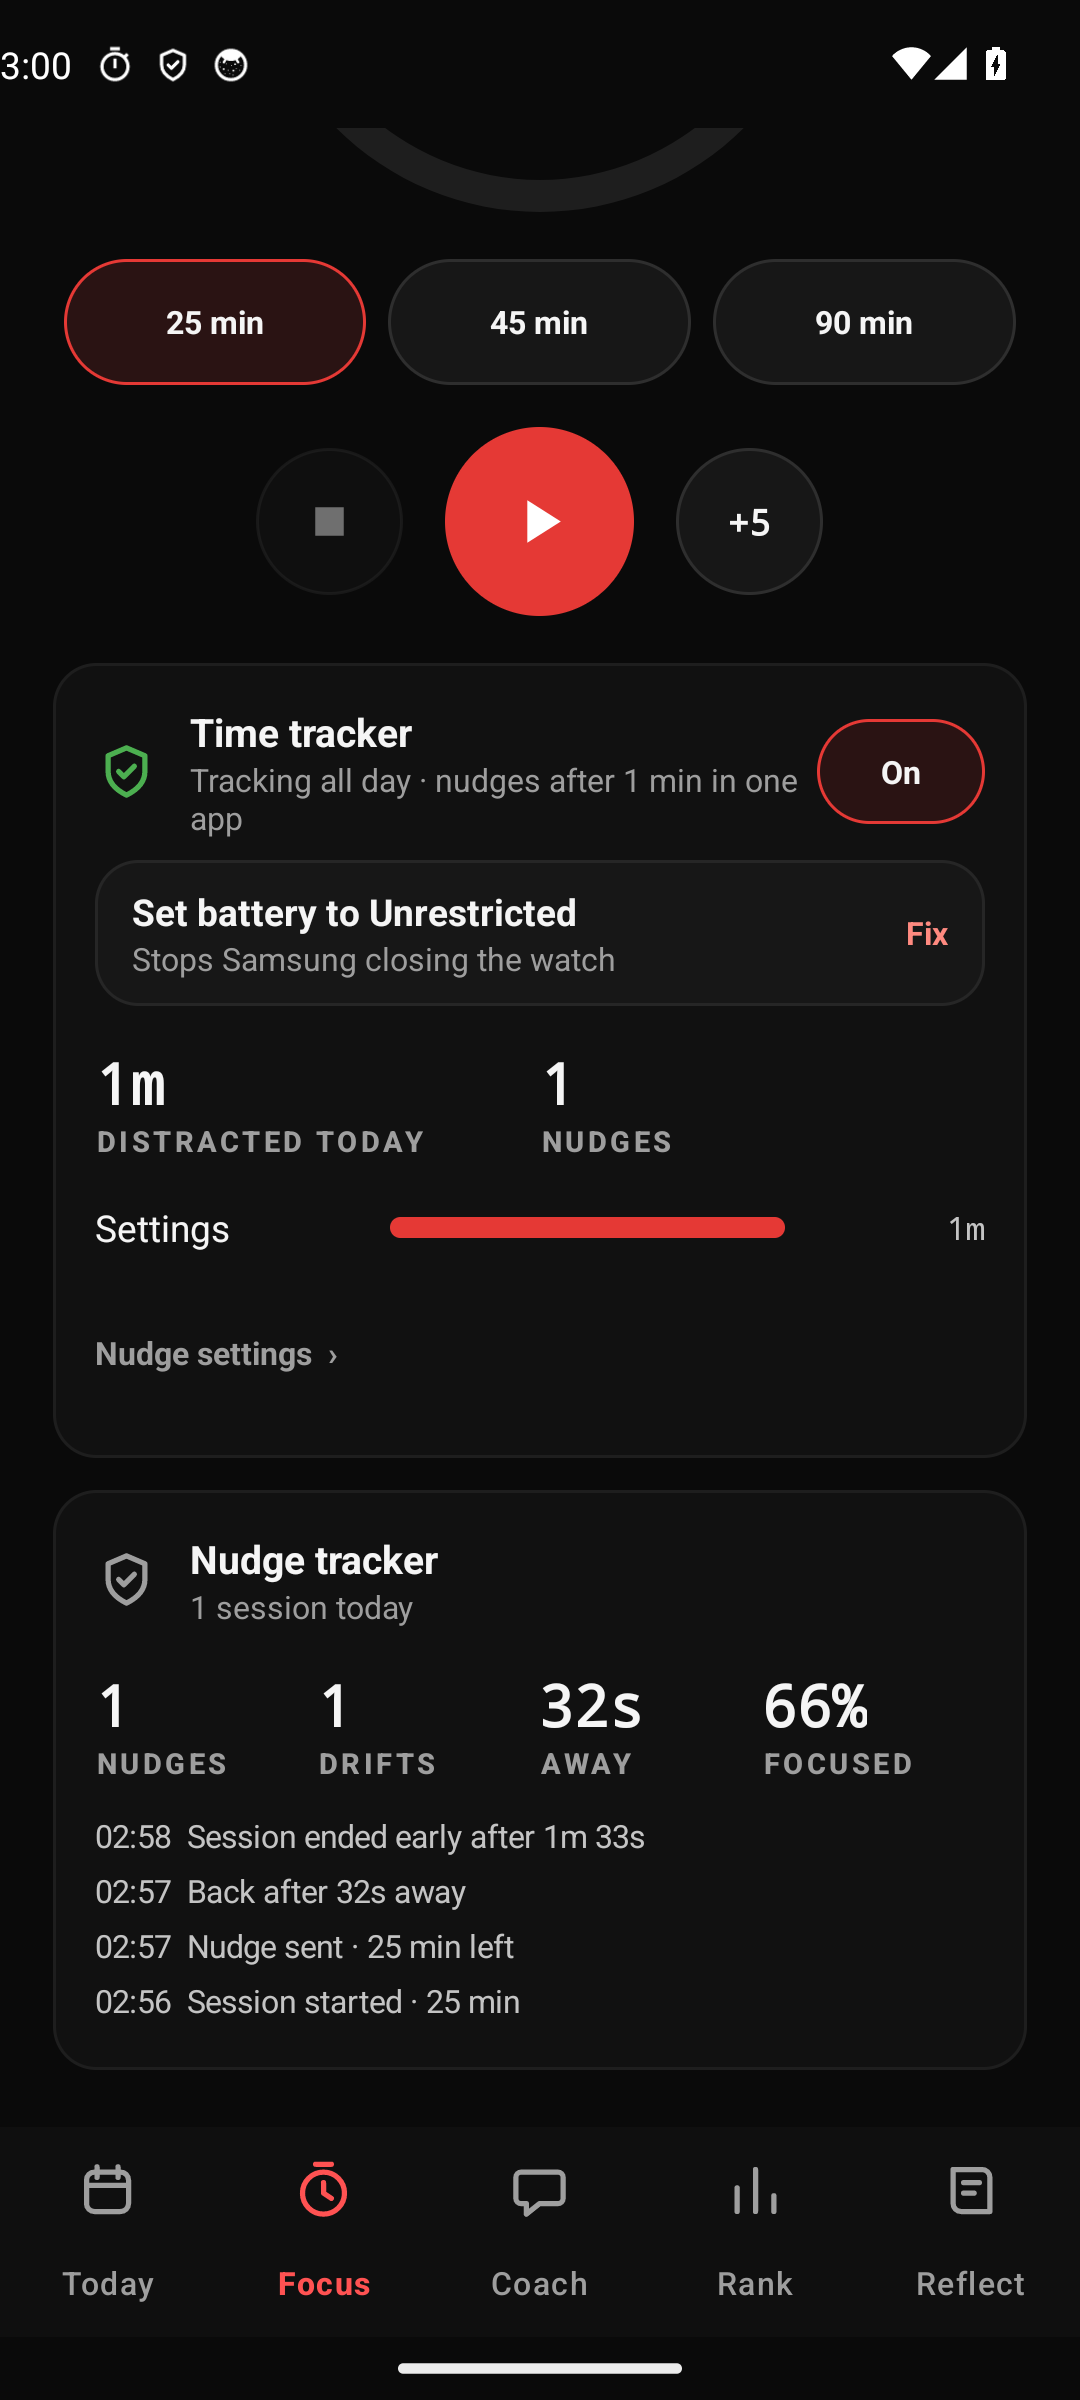 3:00
25 min
45 min
90 min
+5
Time tracker
Tracking all day · nudges after 1 min in one
app
On
Set battery to Unrestricted
Stops Samsung closing the watch
Fix
1m
DISTRACTED TODAY
1
NUDGES
Settings
1m
Nudge settings ›
Nudge tracker
1 session today
1
NUDGES
1
DRIFTS
32s
AWAY
66%
FOCUSED
02:58 Session ended early after 1m 33s
02:57 Back after 32s away
02:57 Nudge sent · 25 min left
02:56 Session started · 25 min
Today
Focus
Coach
Rank
Reflect